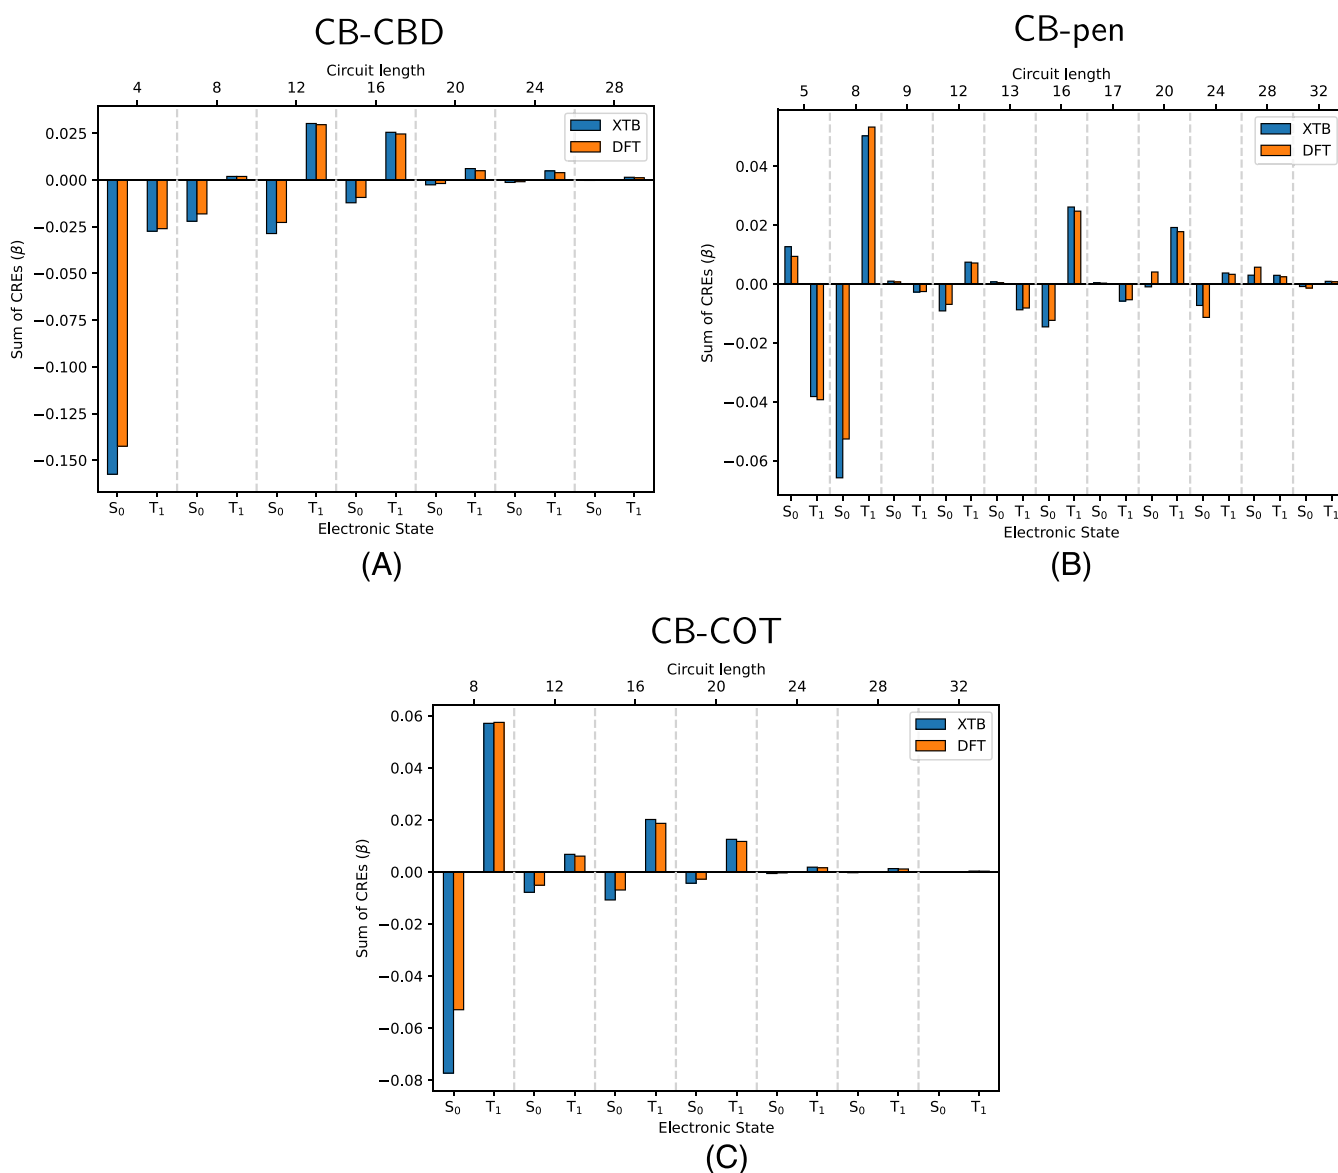 CB-CBD
Circuit length
4 8 12 16 20 24 28
XTB
DFT
0.025
0.000
−0.025
−0.050
−0.075
−0.100
−0.125
−0.150
Sum of CREs (β)
S₀ T₁ S₀ T₁ S₀ T₁ S₀ T₁ S₀ T₁ S₀ T₁ S₀ T₁
Electronic State
(A)
CB-pen
Circuit length
5 8 9 12 13 16 17 20 24 28 32
XTB
DFT
0.04
0.02
0.00
−0.02
−0.04
−0.06
Sum of CREs (β)
S₀ T₁ S₀ T₁ S₀ T₁ S₀ T₁ S₀ T₁ S₀ T₁ S₀ T₁ S₀ T₁ S₀ T₁ S₀ T₁ S₀ T₁
Electronic State
(B)
CB-COT
Circuit length
8 12 16 20 24 28 32
XTB
DFT
0.06
0.04
0.02
0.00
−0.02
−0.04
−0.06
−0.08
Sum of CREs (β)
S₀ T₁ S₀ T₁ S₀ T₁ S₀ T₁ S₀ T₁ S₀ T₁ S₀ T₁
Electronic State
(C)